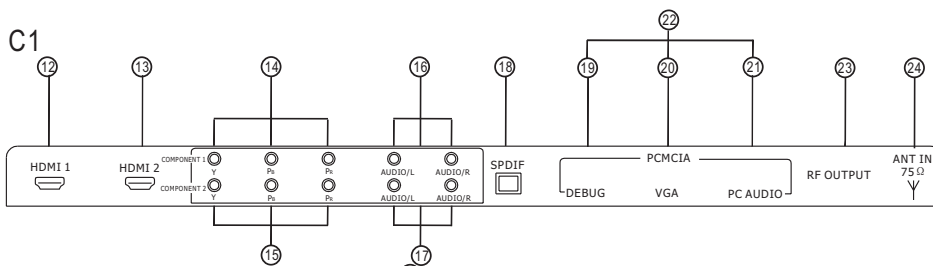 C1
⑫ ⑬ ⑭ ⑯ ⑱ ㉒
⑲ ⑳ ㉑ ㉓ ㉔
HDMI 1
HDMI 2
COMPONENT 1
Y PB PR AUDIO/L AUDIO/R
COMPONENT 2
Y PB PR AUDIO/L AUDIO/R
SPDIF
PCMCIA
DEBUG VGA PC AUDIO
RF OUTPUT
ANT IN
75Ω
⑮ ⑰